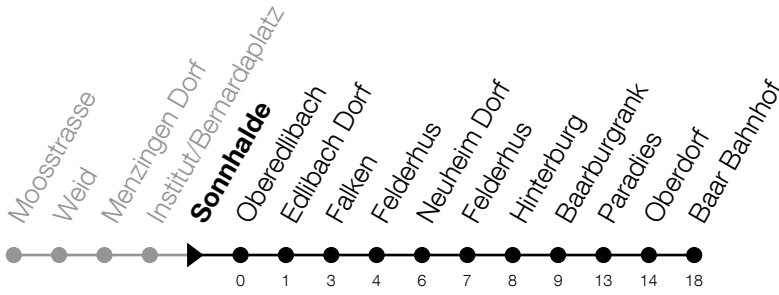 Moosstrasse
Weid
Menzingen Dorf
Institut/Bernardaplatz
Sonnhalde
Oberedlibach
Edlibach Dorf
Falken
Felderhus
Neuheim Dorf
Felderhus
Hinterburg
Baarburgrank
Paradies
Oberdorf
Baar Bahnhof
0 1 3 4 6 7 8 9 13 14 18